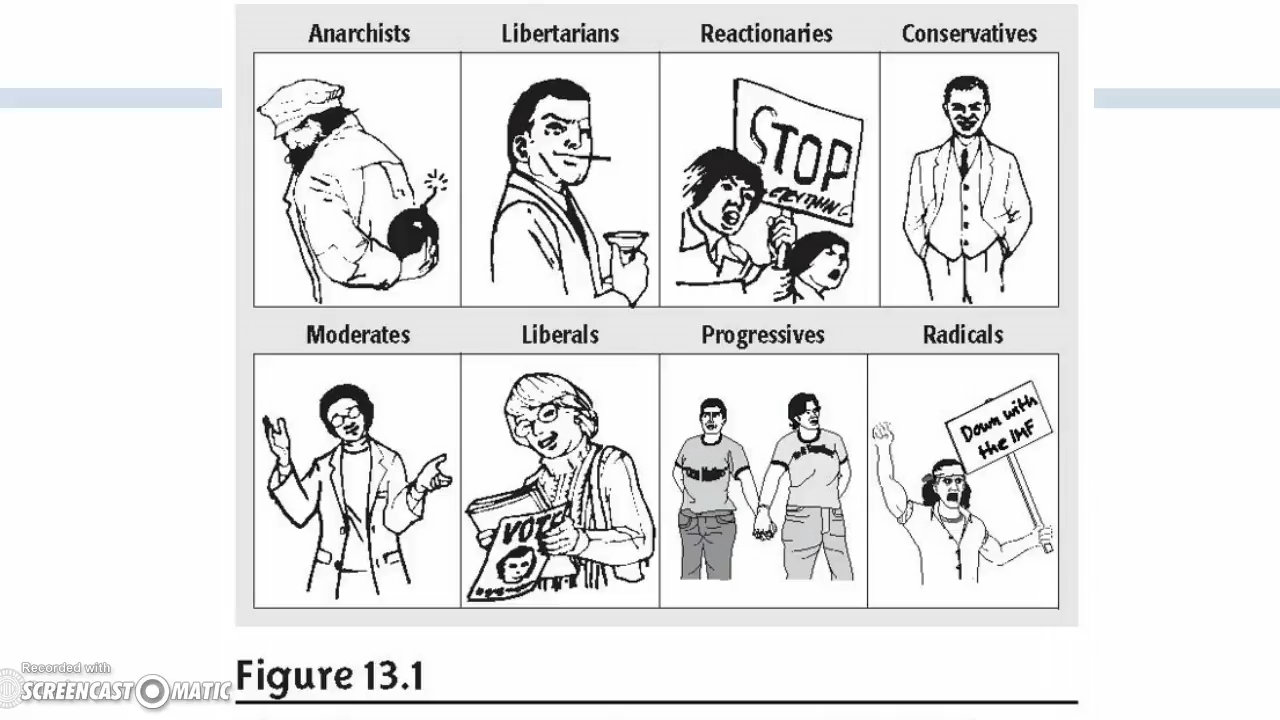 Anarchists
Libertarians
Reactionaries
Conservatives
STOP
Moderates
Liberals
Progressives
Radicals
VOTE
Down with
the IMF
Figure 13.1
Recorded with
SCREENCAST MATIC